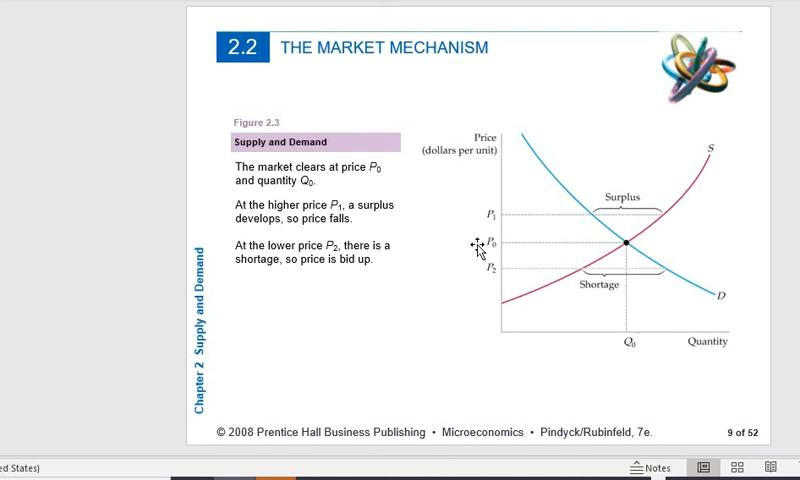 2.2 THE MARKET MECHANISM
Figure 2.3
Supply and Demand
The market clears at price P0
and quantity Q0.
At the higher price P1, a surplus
develops, so price falls.
At the lower price P2, there is a
shortage, so price is bid up.
Price
(dollars per unit)
S
Surplus
P1
P0
P2
Shortage
D
Q0
Quantity
Chapter 2 Supply and Demand
© 2008 Prentice Hall Business Publishing • Microeconomics • Pindyck/Rubinfeld, 7e.
9 of 52
ed States)
Notes